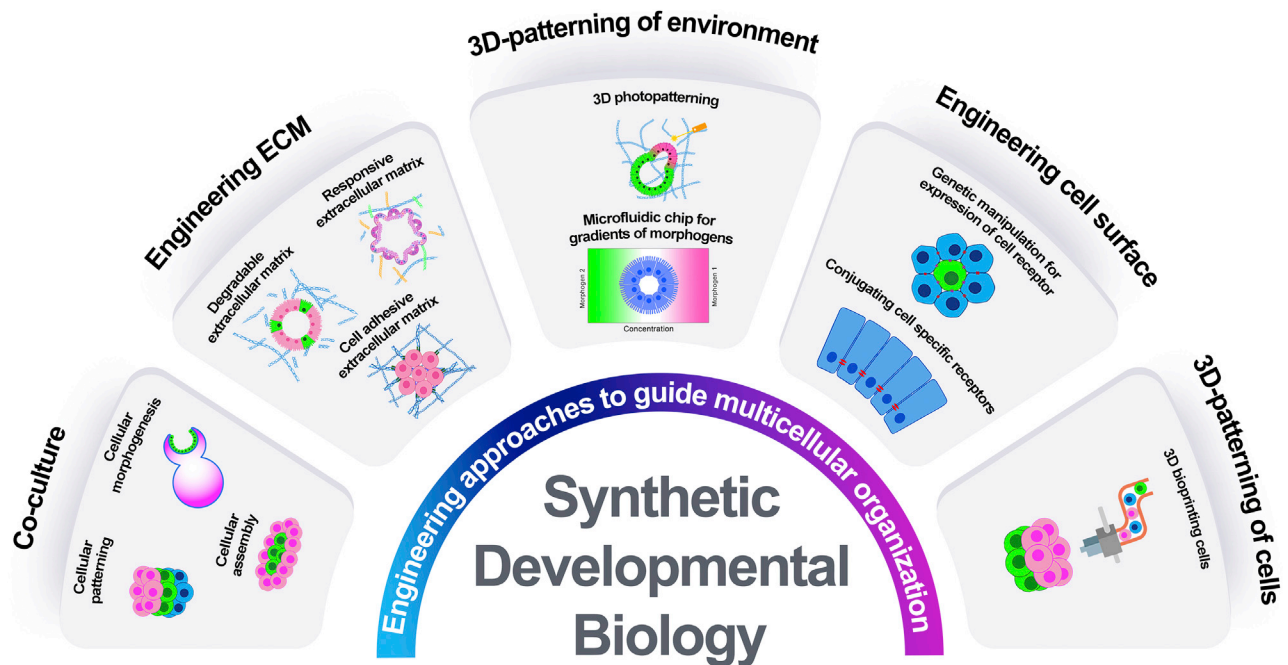 Co-culture
Cellular
morphogenesis
Cellular
patterning
Cellular
assembly
Engineering ECM
Responsive
extracellular matrix
Degradable
extracellular matrix
Cell adhesive
extracellular matrix
3D-patterning of environment
3D photopatterning
Microfluidic chip for
gradients of morphogens
Morphogen 2
Morphogen 1
Concentration
Engineering cell surface
Genetic manipulation for
expression of cell receptor
Conjugating cell specific receptors
3D-patterning of cells
3D bioprinting cells
Engineering approaches to guide multicellular organization
Synthetic
Developmental
Biology